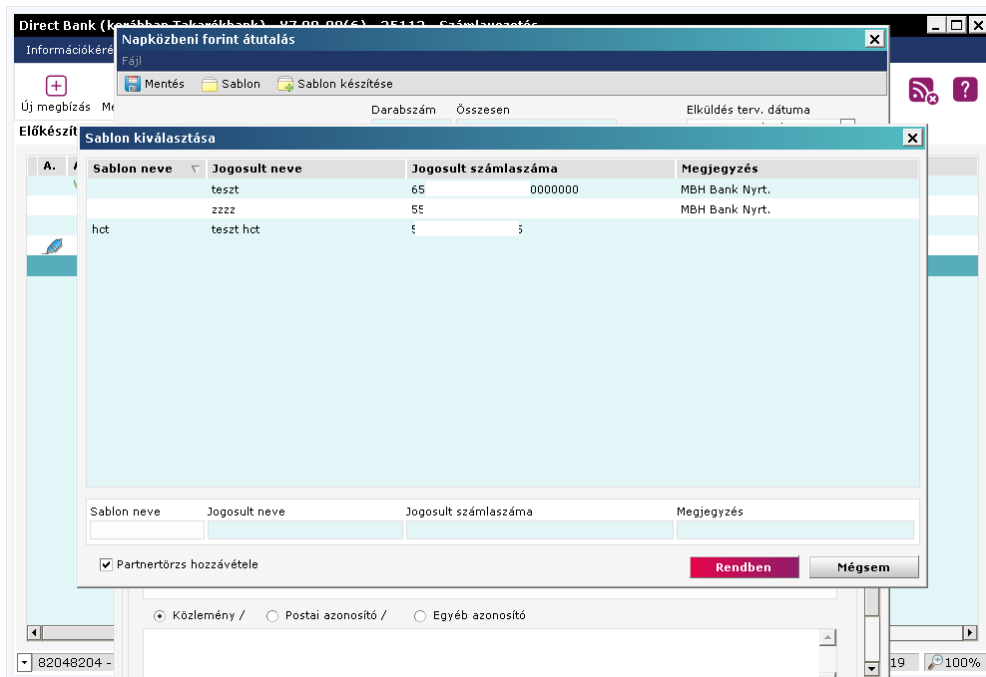 Direct Bank (korábban Takarékbank) -
Számlavezetés
Napközbeni forint átutalás
Információkéré
Fájl
Mentés Sablon Sablon készítése
Új megbízás
Darabszám Összesen Elküldés terv. dátuma
Előkészít
Sablon kiválasztása
A.
Sablon neve Jogosult neve Jogosult számlaszáma Megjegyzés
teszt 65 0000000 MBH Bank Nyrt.
zzzz 55 MBH Bank Nyrt.
hct teszt hct 5
Sablon neve Jogosult neve Jogosult számlaszáma Megjegyzés
Partnertörzs hozzávétele Rendben Mégsem
Közlemény / Postai azonosító / Egyéb azonosító
82048204 - 19 100%